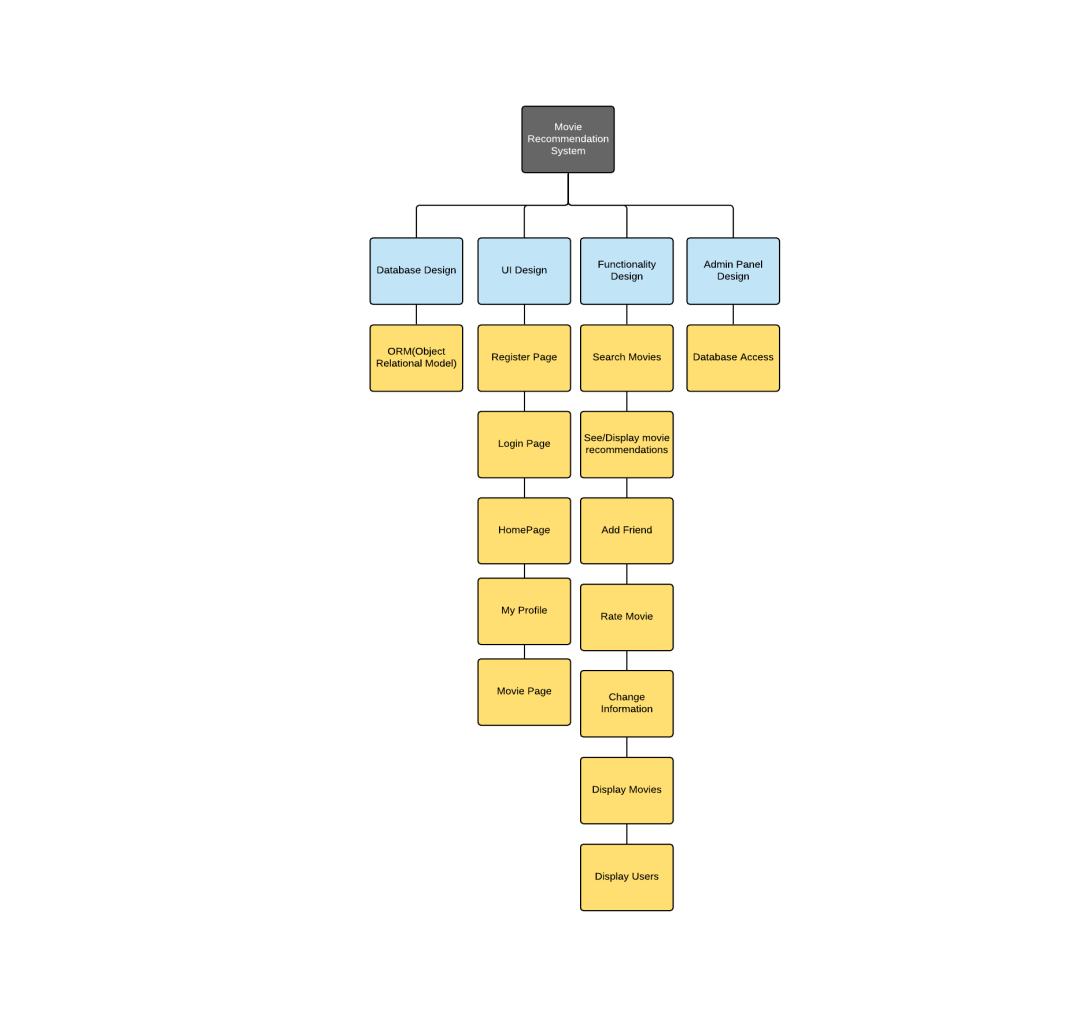 Movie
Recommendation
System
Database Design
UI Design
Functionality
Design
Admin Panel
Design
ORM(Object
Relational Model)
Register Page
Search Movies
Database Access
Login Page
See/Display movie
recommendations
HomePage
Add Friend
My Profile
Rate Movie
Movie Page
Change
Information
Display Movies
Display Users